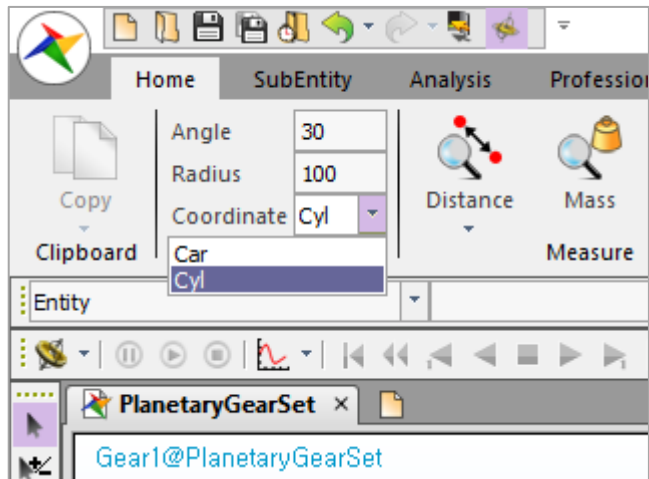 Home SubEntity Analysis
Angle 30
Radius 100
Coordinate Cyl
Copy
Distance Mass
Clipboard
Measure
Car
Cyl
Entity
PlanetaryGearSet
Gear1@PlanetaryGearSet